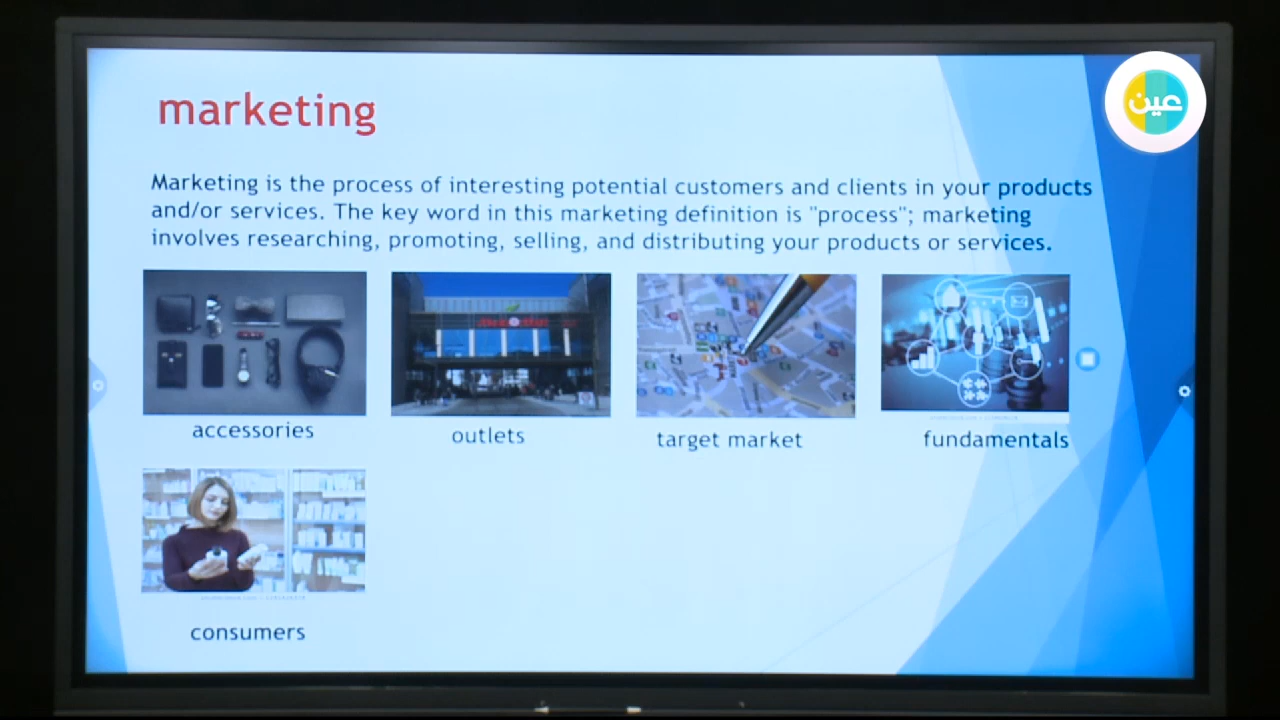 marketing
عين
Marketing is the process of interesting potential customers and clients in your products
and/or services. The key word in this marketing definition is "process"; marketing
involves researching, promoting, selling, and distributing your products or services.
accessories
outlets
target market
fundamentals
consumers